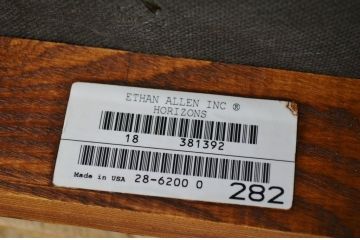 ETHAN ALLEN INC ®
HORIZONS
18 381392
Made in USA 28-6200 0
282